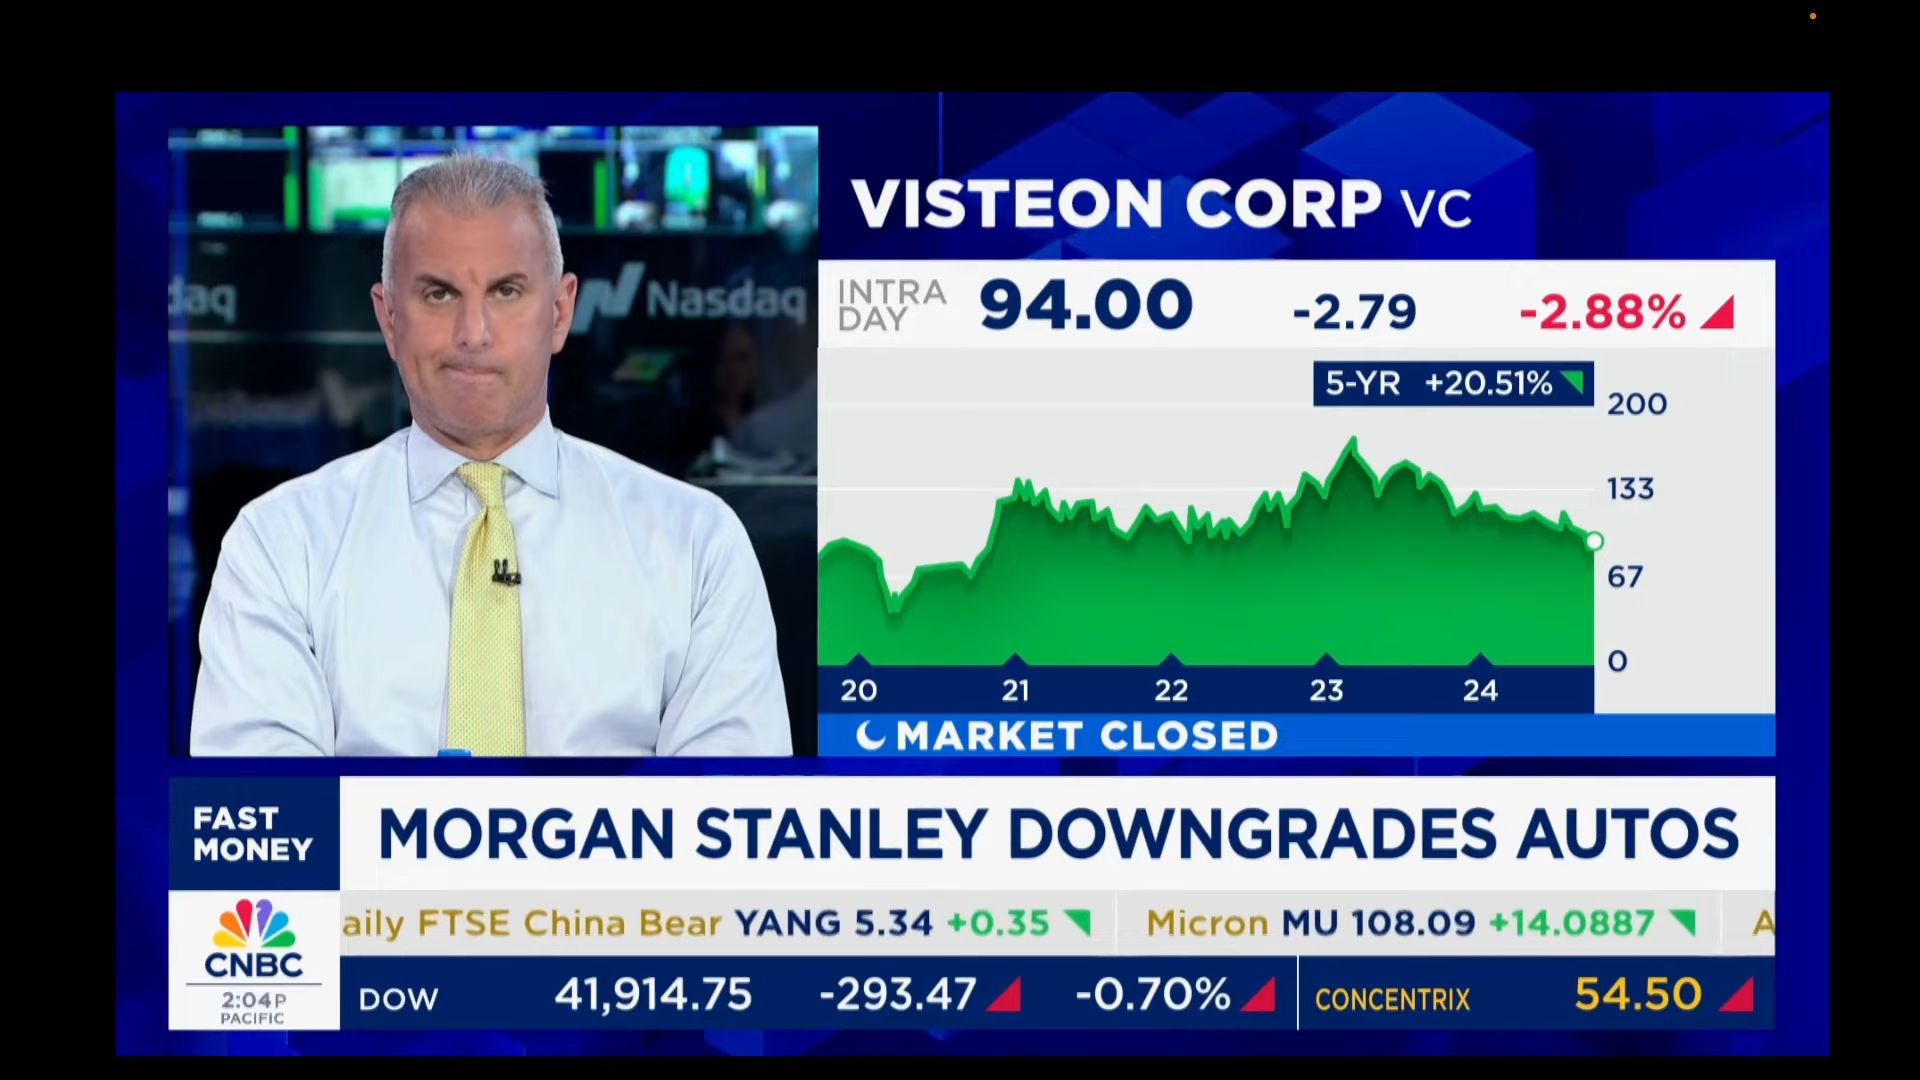 daq
Nasdaq
VISTEON CORP VC
INTRA
DAY
94.00 -2.79 -2.88%
5-YR +20.51%
200
133
67
0
20 21 22 23 24
MARKET CLOSED
FAST
MONEY
MORGAN STANLEY DOWNGRADES AUTOS
aily FTSE China Bear YANG 5.34 +0.35 Micron MU 108.09 +14.0887 A
CNBC
2:04P
PACIFIC
DOW 41,914.75 -293.47 -0.70% CONCENTRIX 54.50